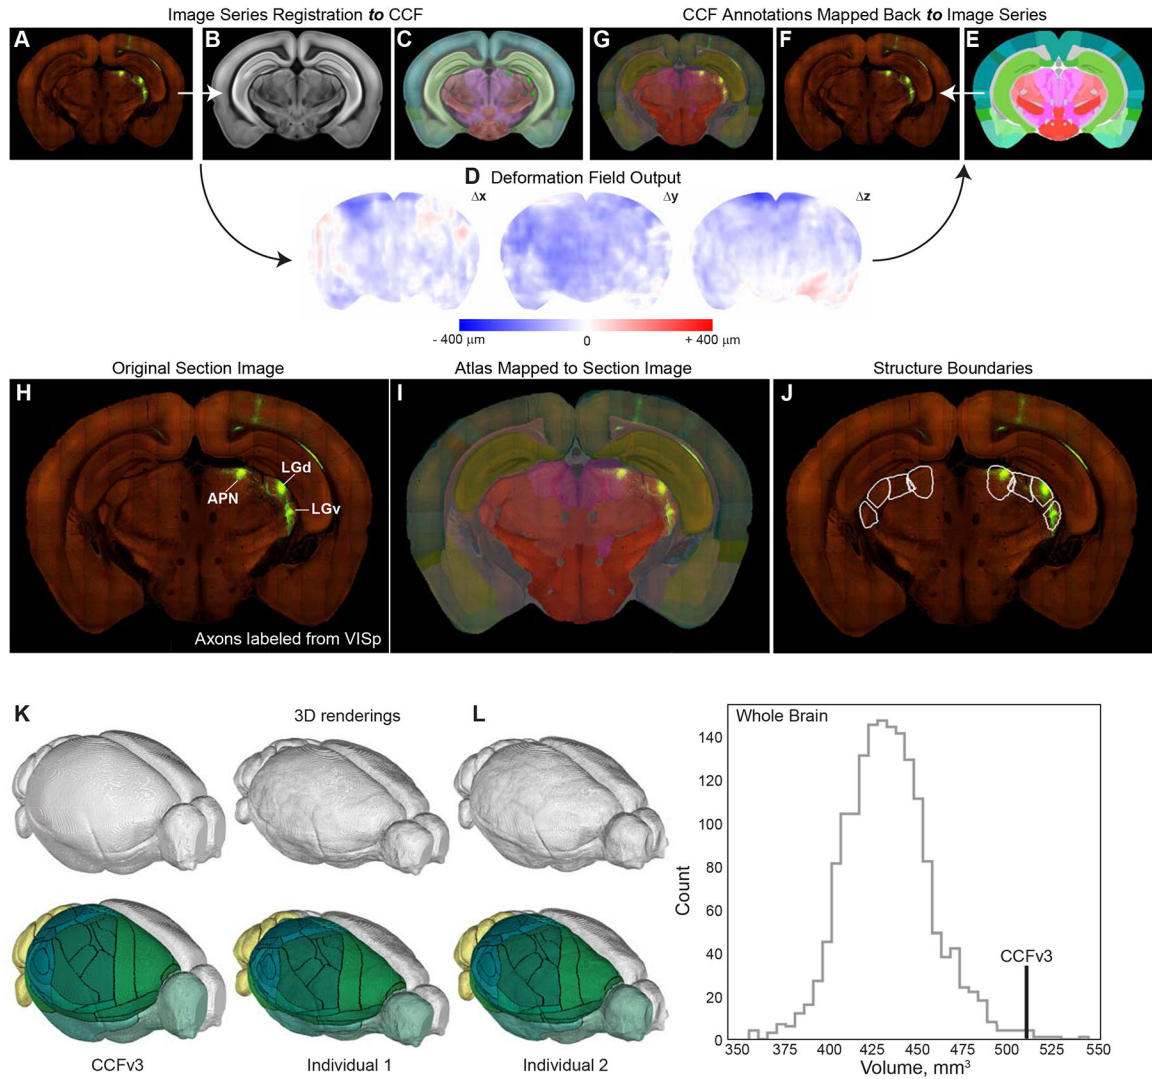 Image Series Registration to CCF
CCF Annotations Mapped Back to Image Series
A
B
C
G
F
E
D Deformation Field Output
Δx
Δy
Δz
- 400 μm
0
+ 400 μm
Original Section Image
Atlas Mapped to Section Image
Structure Boundaries
H
I
J
LGd
APN
LGv
Axons labeled from VISp
K
3D renderings
L
Whole Brain
140
120
100
80
60
40
20
0
Count
CCFv3
350
375
400
425
450
475
500
525
550
Volume, mm³
CCFv3
Individual 1
Individual 2